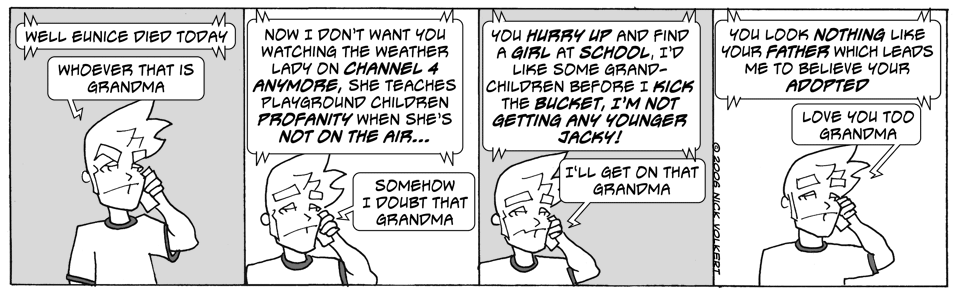 WELL EUNICE DIED TODAY
WHOEVER THAT IS
GRANDMA
NOW I DON'T WANT YOU
WATCHING THE WEATHER
LADY ON CHANNEL 4
ANYMORE, SHE TEACHES
PLAYGROUND CHILDREN
PROFANITY WHEN SHE'S
NOT ON THE AIR...
SOMEHOW
I DOUBT THAT
GRANDMA
YOU HURRY UP AND FIND
A GIRL AT SCHOOL, I'D
LIKE SOME GRAND-
CHILDREN BEFORE I KICK
THE BUCKET, I'M NOT
GETTING ANY YOUNGER
JACKY!
I'LL GET ON THAT
GRANDMA
YOU LOOK NOTHING LIKE
YOUR FATHER WHICH LEADS
ME TO BELIEVE YOUR
ADOPTED
LOVE YOU TOO
GRANDMA
© 2006 NICK VOLKERT